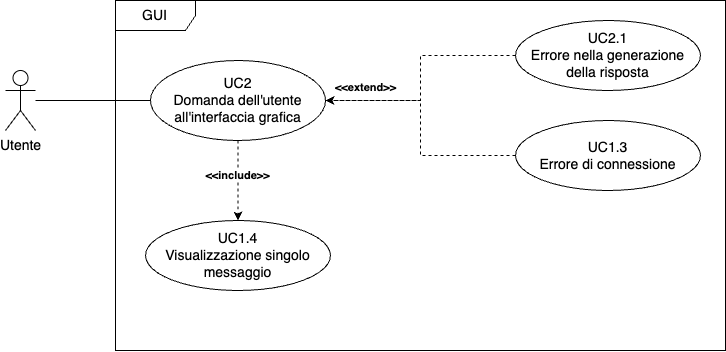 GUI
UC2.1
Errore nella generazione
della risposta
UC2
Domanda dell'utente
all'interfaccia grafica
<<extend>>
Utente
UC1.3
Errore di connessione
<<include>>
UC1.4
Visualizzazione singolo
messaggio